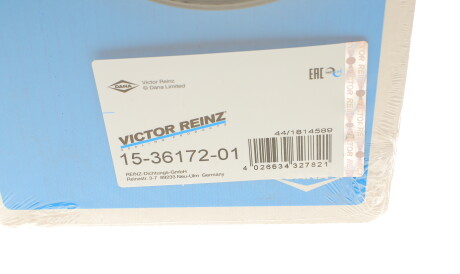 DANA
Victor Reinz
© Dana Limited
EAC
VICTOR REINZ
15-36172-01
44/1814589
4 026634 327821
REINZ-Dichtungs-GmbH
Reinzstr. 3-7, 89233 Neu-Ulm, Germany